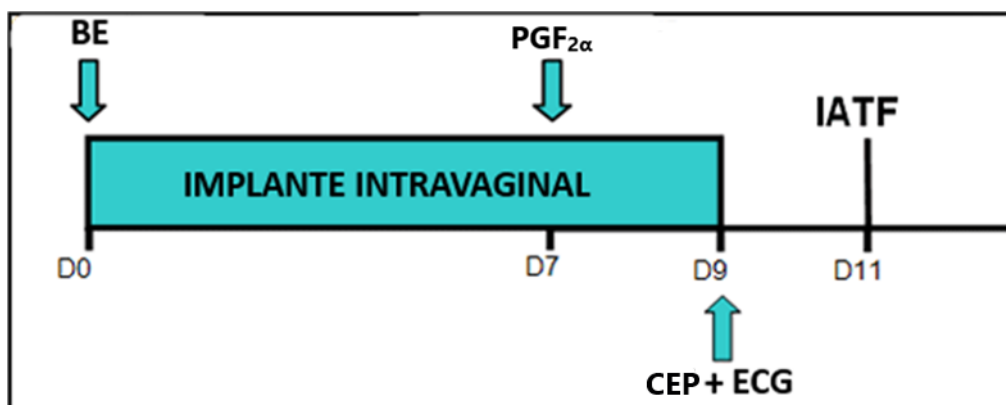 BE
PGF2α
IATF
IMPLANTE INTRAVAGINAL
D0
D7
D9
D11
CEP + ECG